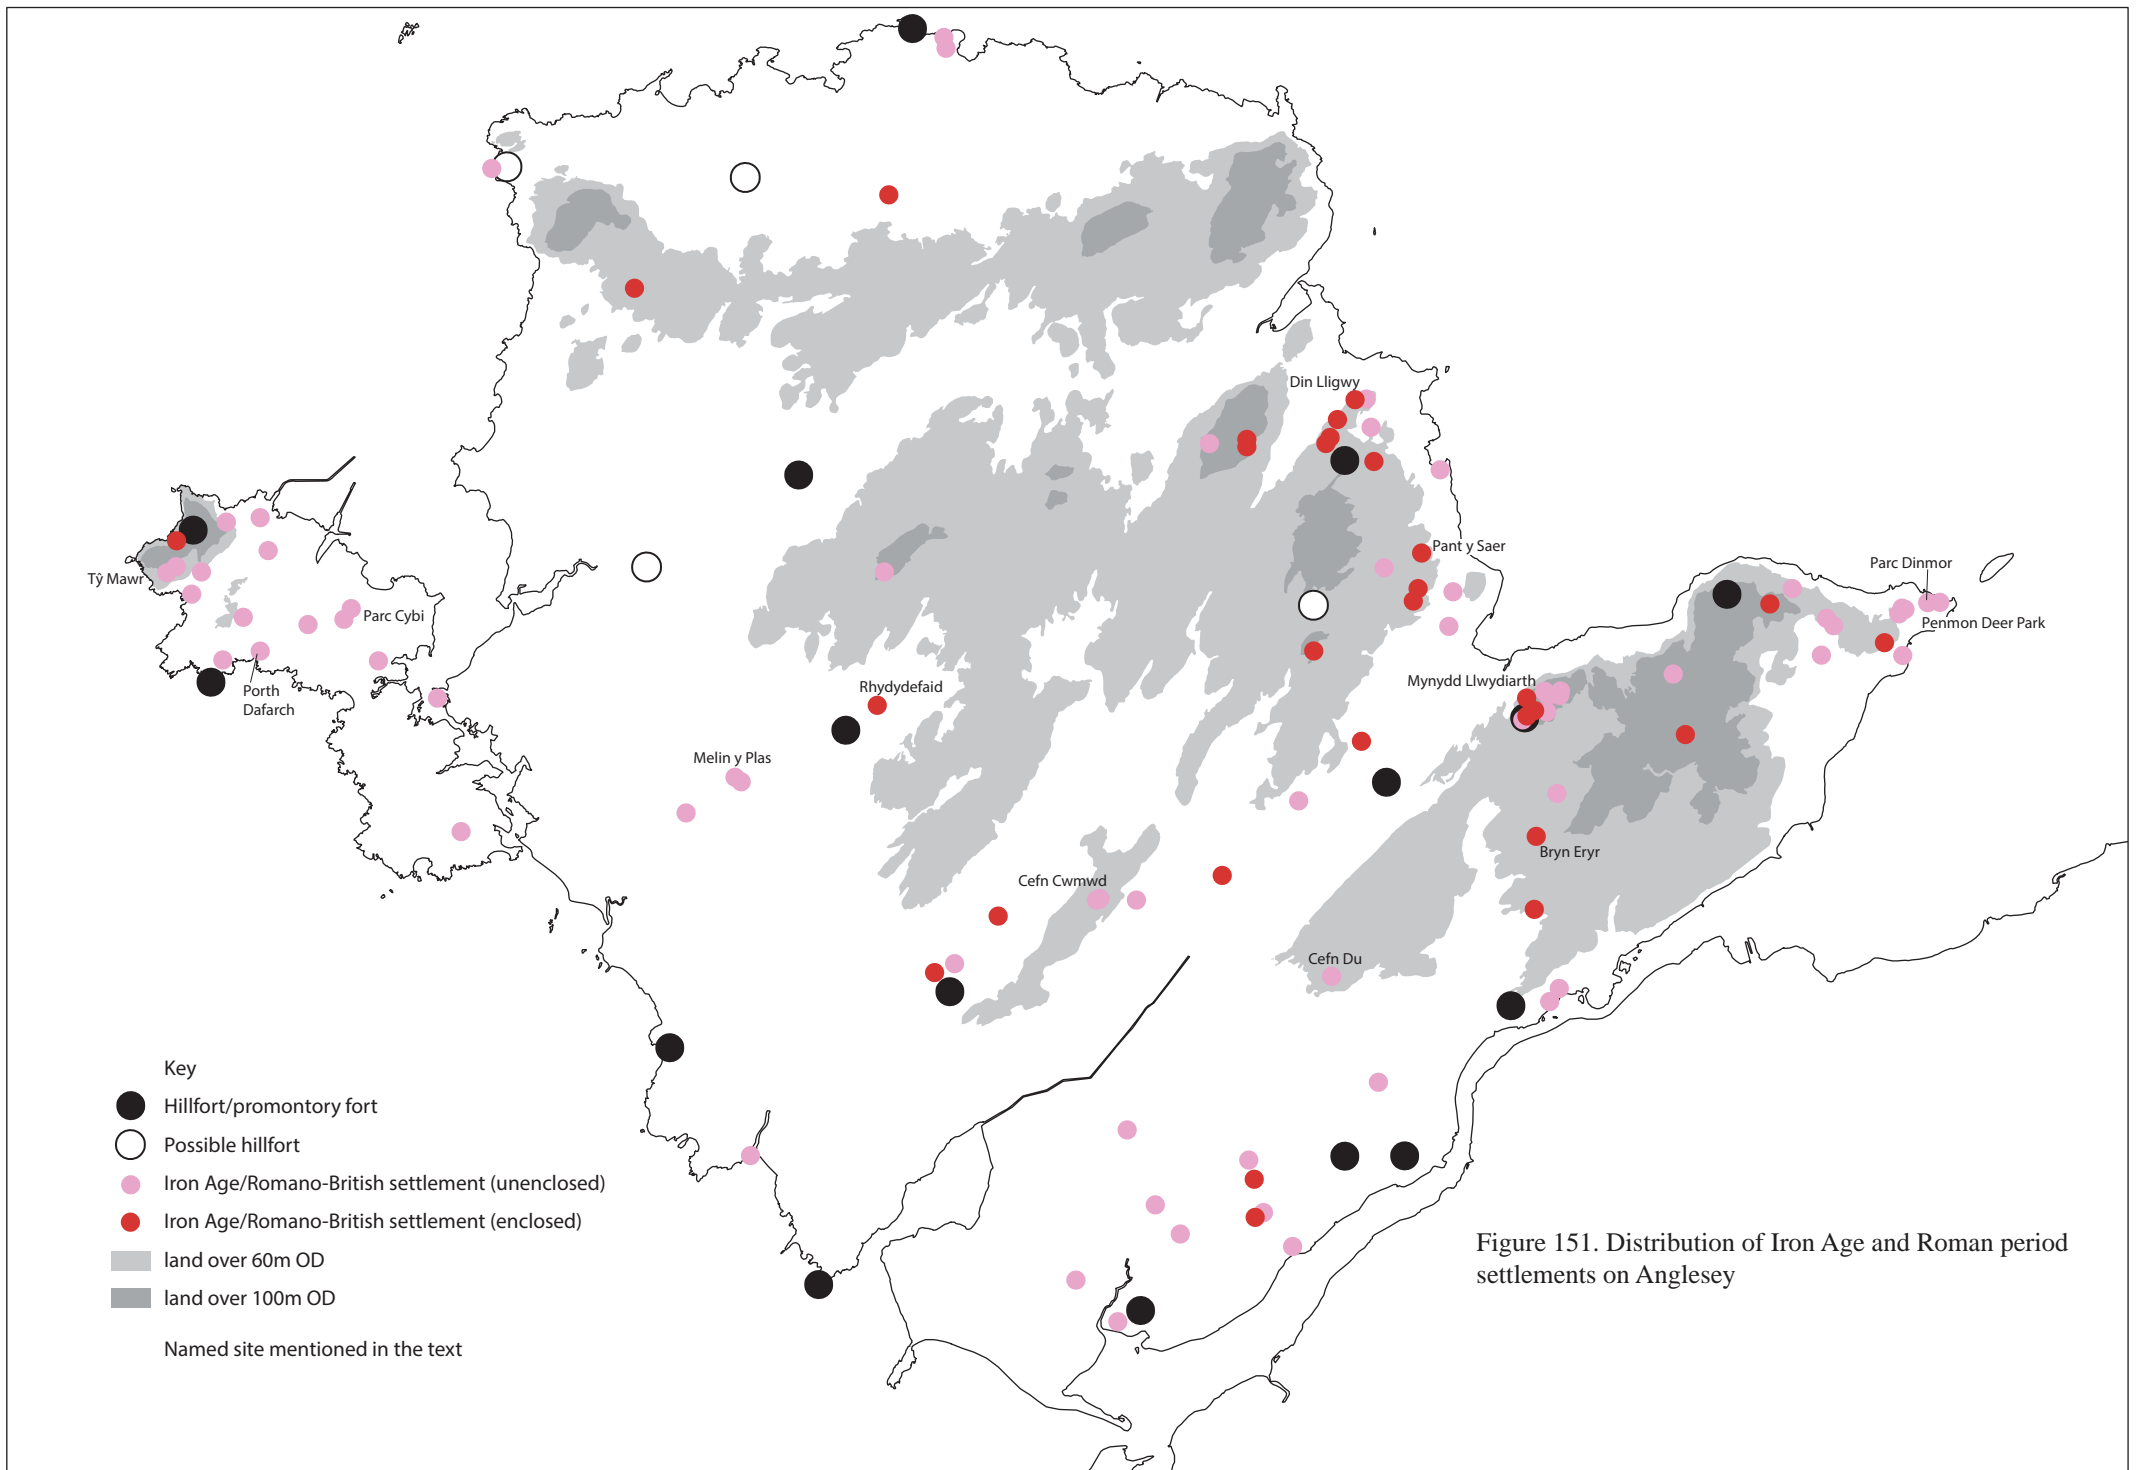 Din Lligwy
Pant y Saer
Tŷ Mawr
Parc Cybi
Parc Dinmor
Penmon Deer Park
Porth
Dafarch
Rhydydefaid
Mynydd Llwydiarth
Melin y Plas
Bryn Eryr
Cefn Cwmwd
Cefn Du
Key
Hillfort/promontory fort
Possible hillfort
Iron Age/Romano-British settlement (unenclosed)
Iron Age/Romano-British settlement (enclosed)
land over 60m OD
land over 100m OD
Named site mentioned in the text
Figure 151. Distribution of Iron Age and Roman period
settlements on Anglesey